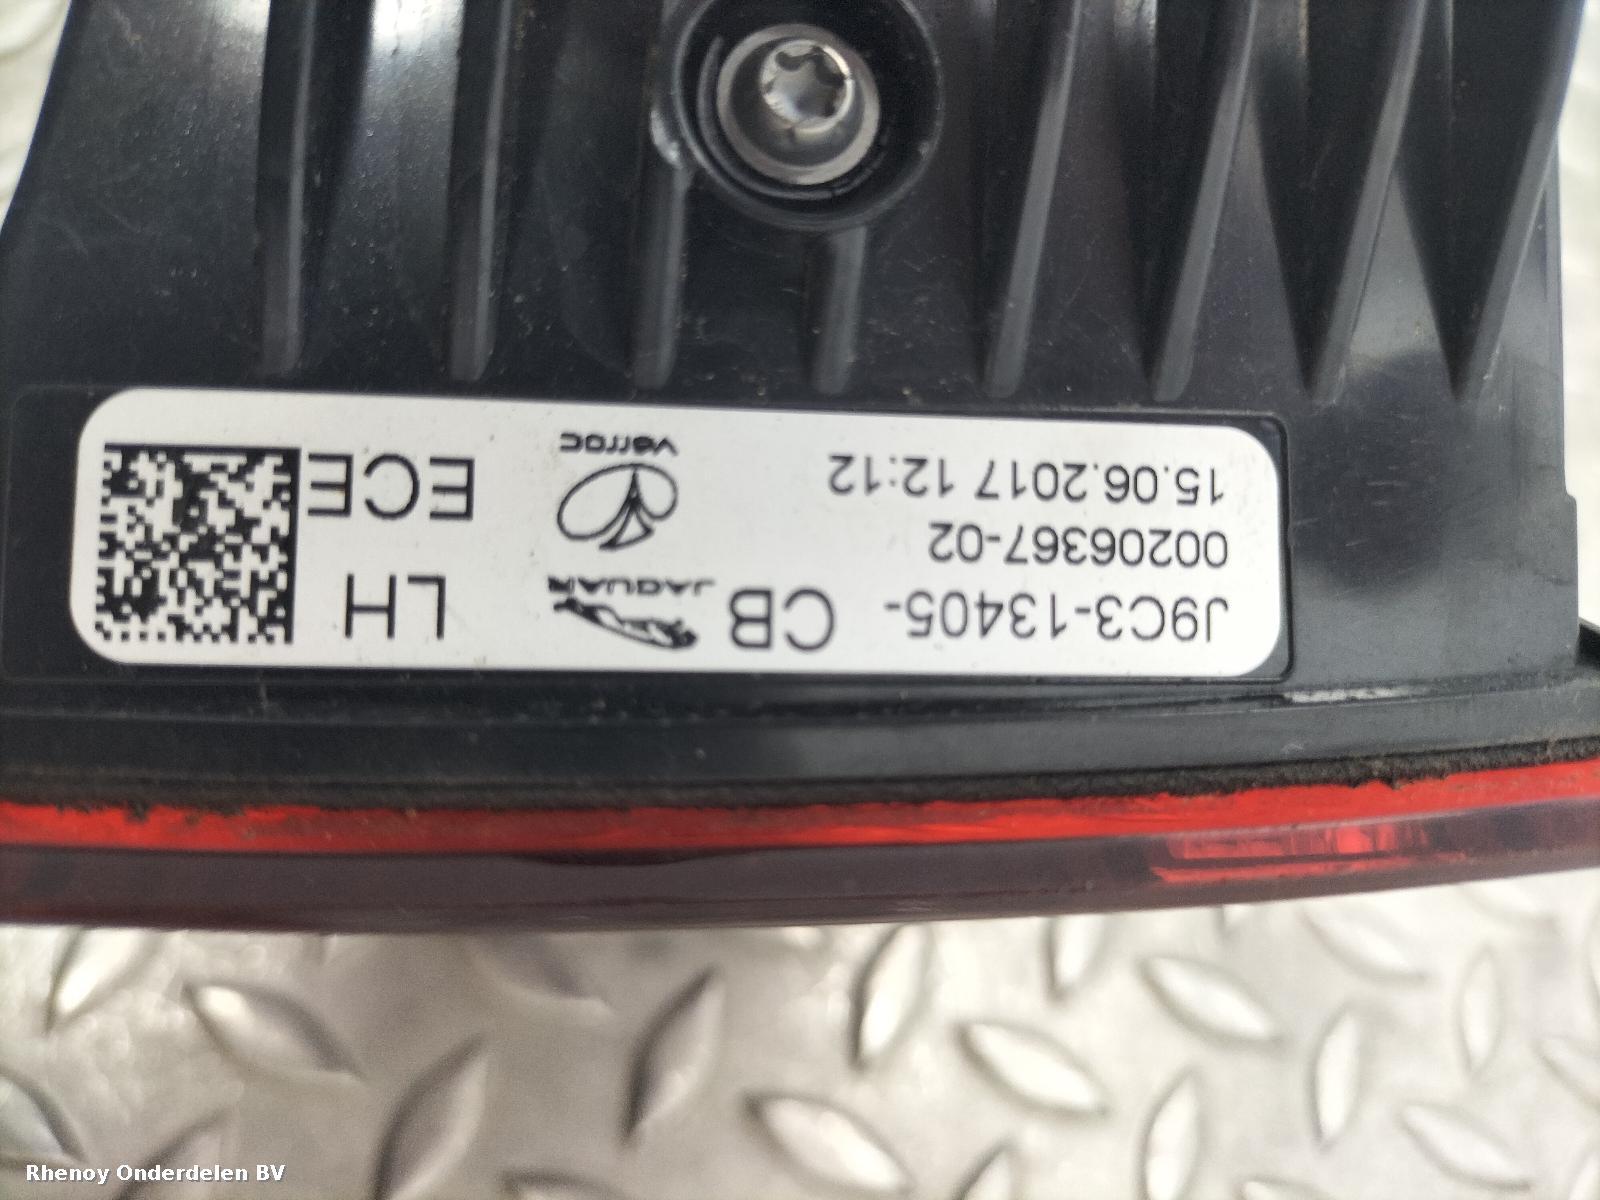 J9C3-13405- CB JAGUAR LH
00206367-02
15.06.2017 12:12 varroc ECE
Rhenoy Onderdelen BV